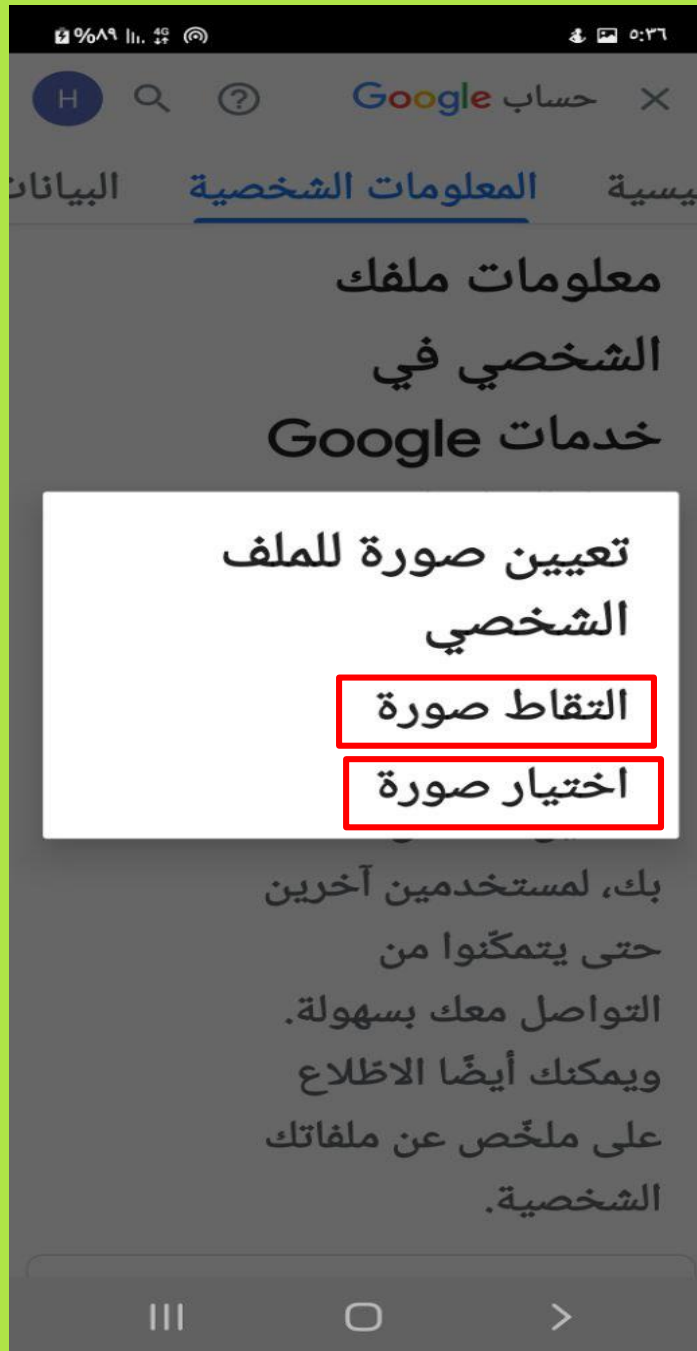 %٨٩ 4G ٥:٣٦
حساب Google H
يسية المعلومات الشخصية البيانات
معلومات ملفك
الشخصي في
خدمات Google
تعيين صورة للملف
الشخصي
التقاط صورة
اختيار صورة
بك، لمستخدمين آخرين
حتى يتمكّنوا من
التواصل معك بسهولة.
ويمكنك أيضًا الاطّلاع
على ملخّص عن ملفاتك
الشخصية.